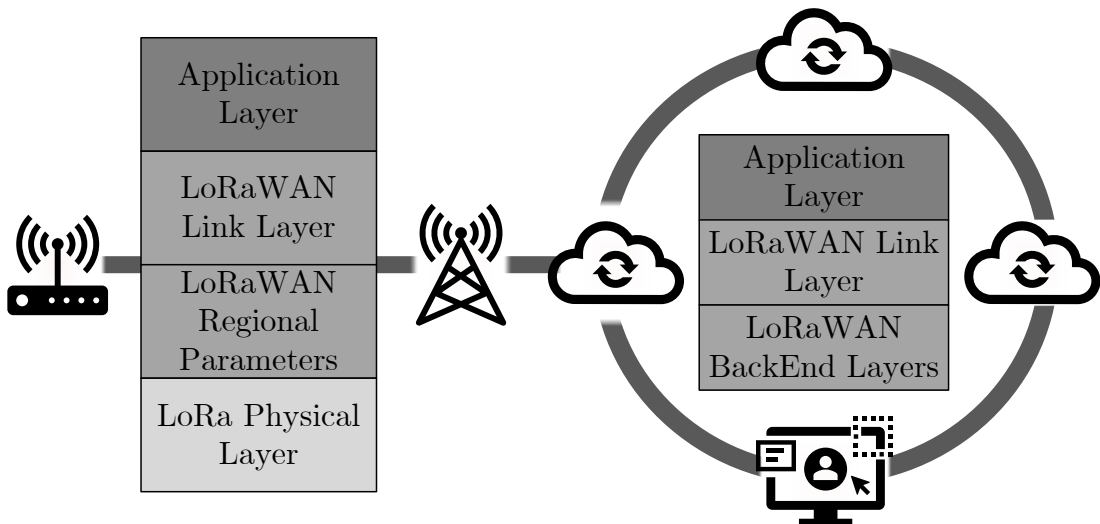 Application
Layer
LoRaWAN
Link Layer
LoRaWAN
Regional
Parameters
LoRa Physical
Layer
Application
Layer
LoRaWAN Link
Layer
LoRaWAN
BackEnd Layers